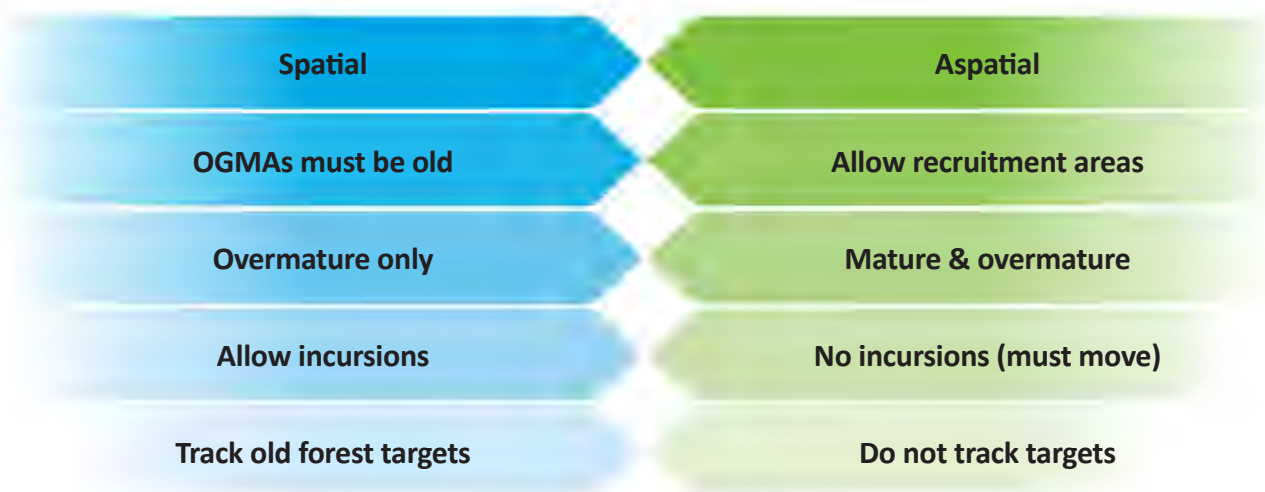 Spatial
Aspatial
OGMAs must be old
Allow recruitment areas
Overmature only
Mature & overmature
Allow incursions
No incursions (must move)
Track old forest targets
Do not track targets